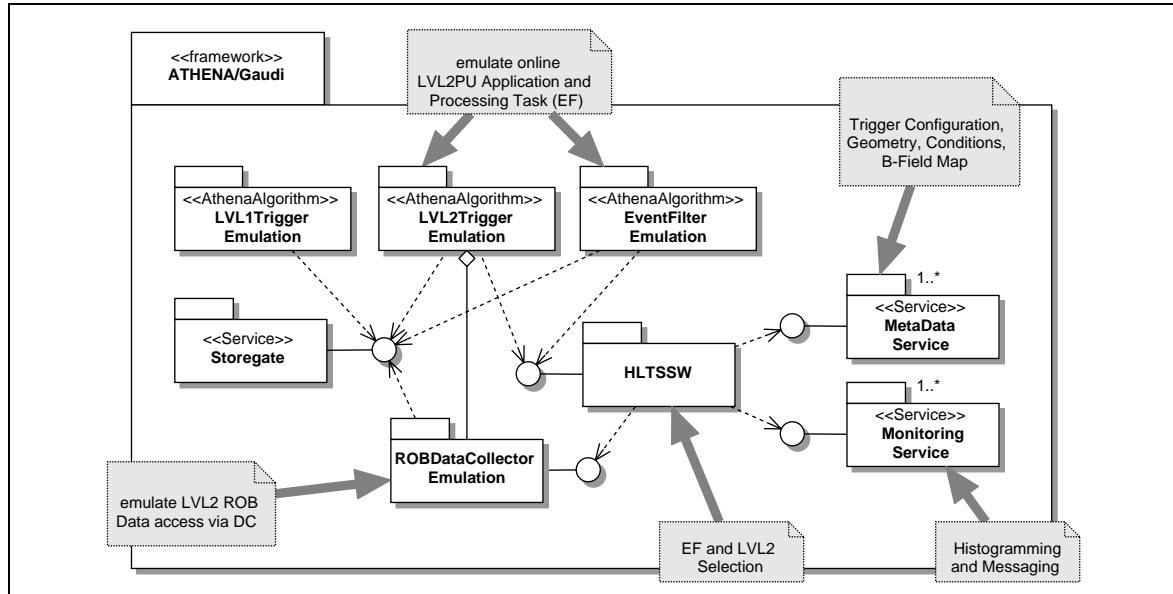 <<framework>>
ATHENA/Gaudi
emulate online
LVL2PU Application and
Processing Task (EF)
Trigger Configuration,
Geometry, Conditions,
B-Field Map
<<AthenaAlgorithm>>
LVL1Trigger
Emulation
<<AthenaAlgorithm>>
LVL2Trigger
Emulation
<<AthenaAlgorithm>>
EventFilter
Emulation
<<Service>>
Storegate
HLTSSW
1..*
<<Service>>
MetaData
Service
1..*
<<Service>>
Monitoring
Service
ROBDataCollector
Emulation
emulate LVL2 ROB
Data access via DC
EF and LVL2
Selection
Histogramming
and Messaging